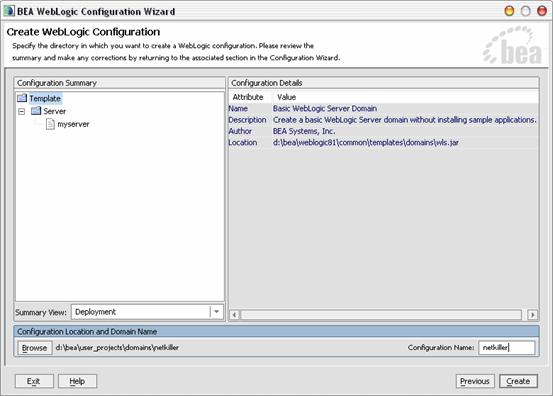 BEA WebLogic Configuration Wizard
Create WebLogic Configuration
Specify the directory in which you want to create a WebLogic configuration. Please review the
summary and make any corrections by returning to the associated section in the Configuration Wizard.
bea
Configuration Summary
Template
Server
myserver
Summary View: Deployment
Configuration Details
Attribute Value
Name Basic WebLogic Server Domain
Description Create a basic WebLogic Server domain without installing sample applications.
Author BEA Systems, Inc.
Location d:\bea\weblogic81\common\templates\domains\wls.jar
Configuration Location and Domain Name
Browse d:\bea\user_projects\domains\netkiller Configuration Name: netkiller
Exit Help Previous Create